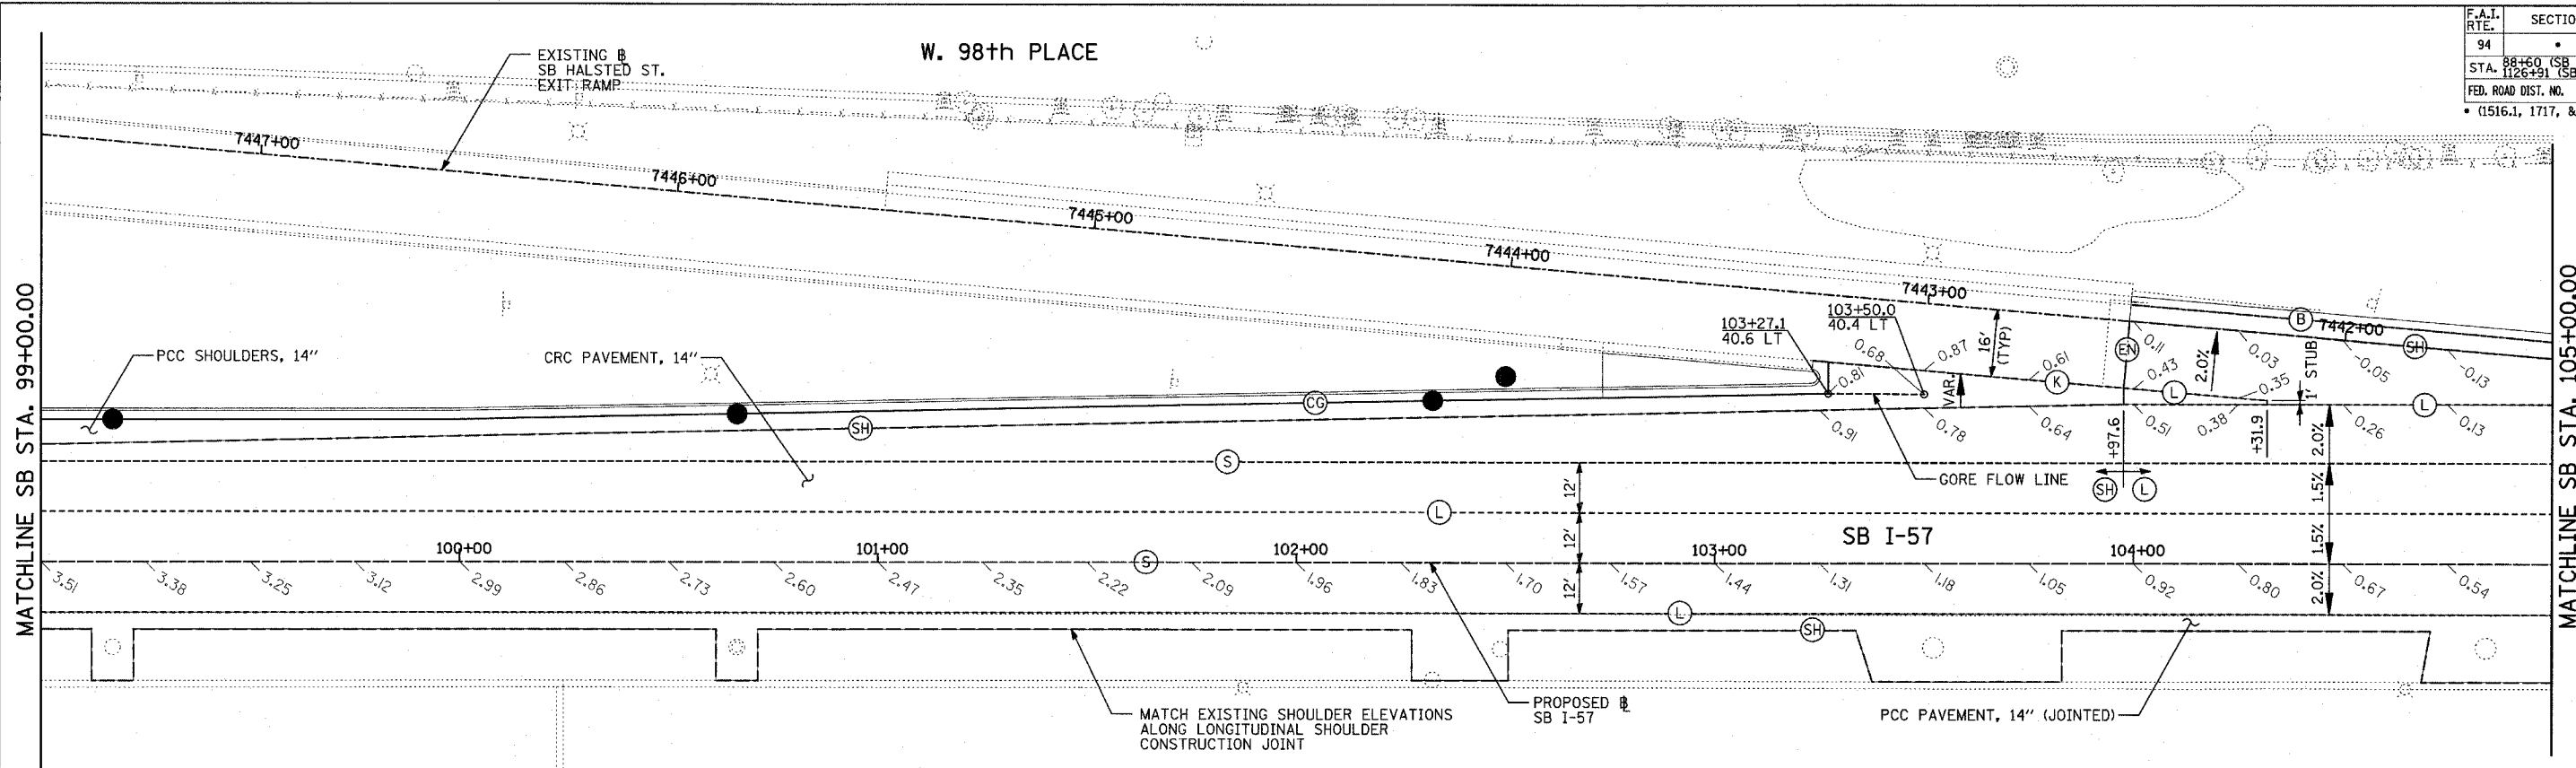 F.A.I. RTE.
SECTIO
94
•
STA.
88+60 (SB
1126+91 (SB
FED. ROAD DIST. NO.
• (1516.1, 1717, &
W. 98th PLACE
EXISTING ℄
SB HALSTED ST.
EXIT RAMP
7447+00
7446+00
7445+00
7444+00
7443+00
7442+00
MATCHLINE SB STA. 99+00.00
MATCHLINE SB STA. 105+00.00
PCC SHOULDERS, 14"
CRC PAVEMENT, 14"
103+27.1
40.6 LT
103+50.0
40.4 LT
16'
(TYP)
VAR.
0.81
0.68
0.87
0.61
K
EN
0.11
0.43
L
2.0%
0.03
0.35
1' STUB
B
-0.05
SH
-0.13
CG
SH
0.91
0.78
0.64
+97.6
0.51
0.38
+31.9
0.26
L
0.13
S
GORE FLOW LINE
SH
L
2.0%
1.5%
1.5%
2.0%
12'
12'
12'
L
SB I-57
100+00
101+00
102+00
103+00
104+00
S
3.51
3.38
3.25
3.12
2.99
2.86
2.73
2.60
2.47
2.35
2.22
2.09
1.96
1.83
1.70
1.57
1.44
1.31
1.18
1.05
0.92
0.80
0.67
0.54
L
SH
MATCH EXISTING SHOULDER ELEVATIONS
ALONG LONGITUDINAL SHOULDER
CONSTRUCTION JOINT
PROPOSED ℄
SB I-57
PCC PAVEMENT, 14" (JOINTED)